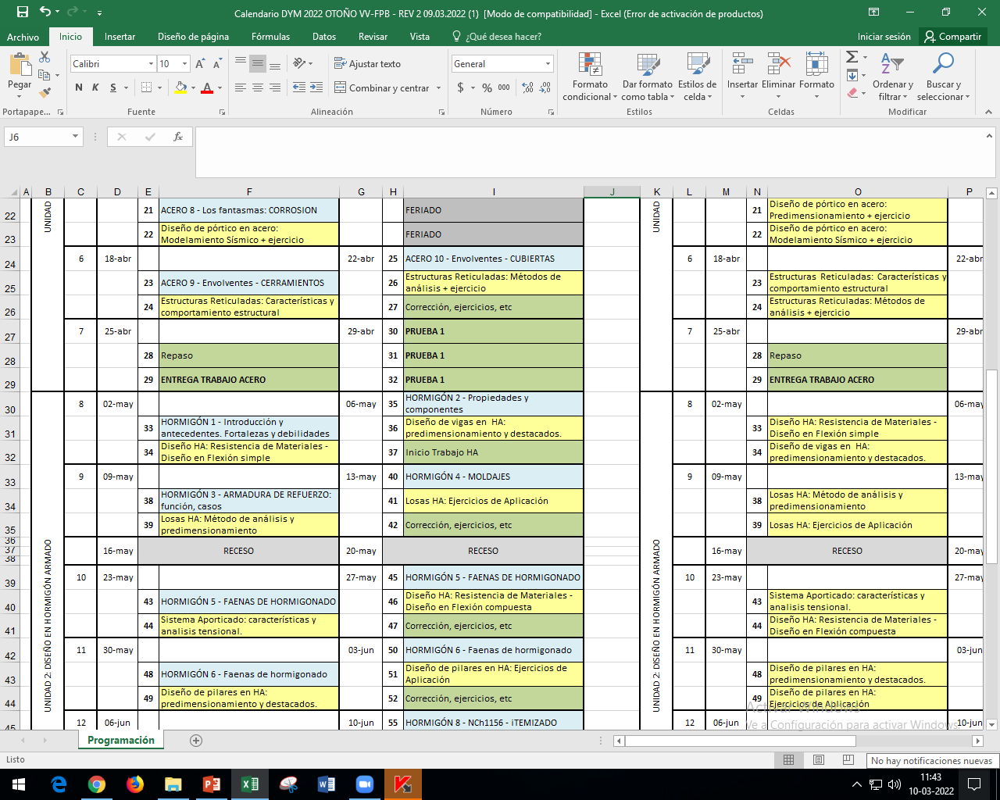 Calendario DYM 2022 OTOÑO VV-FPB - REV 2 09.03.2022 (1)  [Modo de compatibilidad] - Excel (Error de activación de productos)
Archivo Inicio Insertar Diseño de página Fórmulas Datos Revisar Vista ¿Qué desea hacer? Iniciar sesión Compartir
Pegar
Calibri 10
N K S
Ajustar texto
Combinar y centrar
General
$ % 000
Formato condicional
Dar formato como tabla
Estilos de celda
Insertar Eliminar Formato
Ordenar y filtrar
Buscar y seleccionar
Portapape... Fuente Alineación Número Estilos Celdas Modificar
J6 fx
A B C D E F G H I J K L M N O P
22 UNIDAD 21 ACERO 8 - Los fantasmas: CORROSION FERIADO UNIDAD 21 Diseño de pórtico en acero: Predimensionamiento + ejercicio
23 22 Diseño de pórtico en acero: Modelamiento Sísmico + ejercicio FERIADO 22 Diseño de pórtico en acero: Modelamiento Sísmico + ejercicio
24 6 18-abr 22-abr 25 ACERO 10 - Envolventes - CUBIERTAS 6 18-abr 22-abr
25 23 ACERO 9 - Envolventes - CERRAMIENTOS 26 Estructuras Reticuladas: Métodos de análisis + ejercicio 23 Estructuras Reticuladas: Características y comportamiento estructural
26 24 Estructuras Reticuladas: Características y comportamiento estructural 27 Corrección, ejercicios, etc 24 Estructuras Reticuladas: Métodos de análisis + ejercicio
27 7 25-abr 29-abr 30 PRUEBA 1 7 25-abr 29-abr
28 28 Repaso 31 PRUEBA 1 28 Repaso
29 29 ENTREGA TRABAJO ACERO 32 PRUEBA 1 29 ENTREGA TRABAJO ACERO
30 8 02-may 06-may 35 HORMIGÓN 2 - Propiedades y componentes 8 02-may 06-may
31 33 HORMIGÓN 1 - Introducción y antecedentes. Fortalezas y debilidades 36 Diseño de vigas en  HA: predimensionamiento y destacados. 33 Diseño HA: Resistencia de Materiales - Diseño en Flexión simple
32 34 Diseño HA: Resistencia de Materiales - Diseño en Flexión simple 37 Inicio Trabajo HA 34 Diseño de vigas en  HA: predimensionamiento y destacados.
33 9 09-may 13-may 40 HORMIGÓN 4 - MOLDAJES 9 09-may 13-may
34 38 HORMIGÓN 3 - ARMADURA DE REFUERZO: función, casos 41 Losas HA: Ejercicios de Aplicación 38 Losas HA: Método de análisis y predimensionamiento
35 39 Losas HA: Método de análisis y predimensionamiento 42 Corrección, ejercicios, etc 39 Losas HA: Ejercicios de Aplicación
36
37 16-may RECESO 20-may RECESO 16-may RECESO 20-may
38
UNIDAD 2: DISEÑO EN HORMIGÓN ARMADO UNIDAD 2: DISEÑO EN HORMIGÓN ARMADO
39 10 23-may 27-may 45 HORMIGÓN 5 - FAENAS DE HORMIGONADO 10 23-may 27-may
40 43 HORMIGÓN 5 - FAENAS DE HORMIGONADO 46 Diseño HA: Resistencia de Materiales - Diseño en Flexión compuesta 43 Sistema Aporticado: características y analisis tensional.
41 44 Sistema Aporticado: características y analisis tensional. 47 Corrección, ejercicios, etc 44 Diseño HA: Resistencia de Materiales - Diseño en Flexión compuesta
42 11 30-may 03-jun 50 HORMIGÓN 6 - Faenas de hormigonado 11 30-may 03-jun
43 48 HORMIGÓN 6 - Faenas de hormigonado 51 Diseño de pilares en HA: Ejercicios de Aplicación 48 Diseño de pilares en HA: predimensionamiento y destacados.
44 49 Diseño de pilares en HA: predimensionamiento y destacados. 52 Corrección, ejercicios, etc 49 Diseño de pilares en HA: Ejercicios de Aplicación
45 12 06-jun 10-jun 55 HORMIGÓN 8 - NCh1156 - iTEMIZADO 12 06-jun 10-jun
Activar Windows
Ve a Configuración para activar Windows.
Programación
Listo
No hay notificaciones nuevas
11:43
10-03-2022